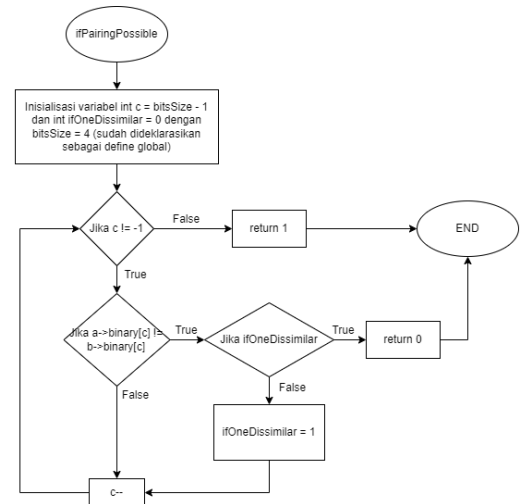 ifPairingPossible
Inisialisasi variabel int c = bitsSize - 1
dan int ifOneDissimilar = 0 dengan
bitsSize = 4 (sudah dideklarasikan
sebagai define global)
Jika c != -1
False
return 1
END
True
Jika a->binary[c] !=
b->binary[c]
True
Jika ifOneDissimilar
True
return 0
False
False
ifOneDissimilar = 1
c--